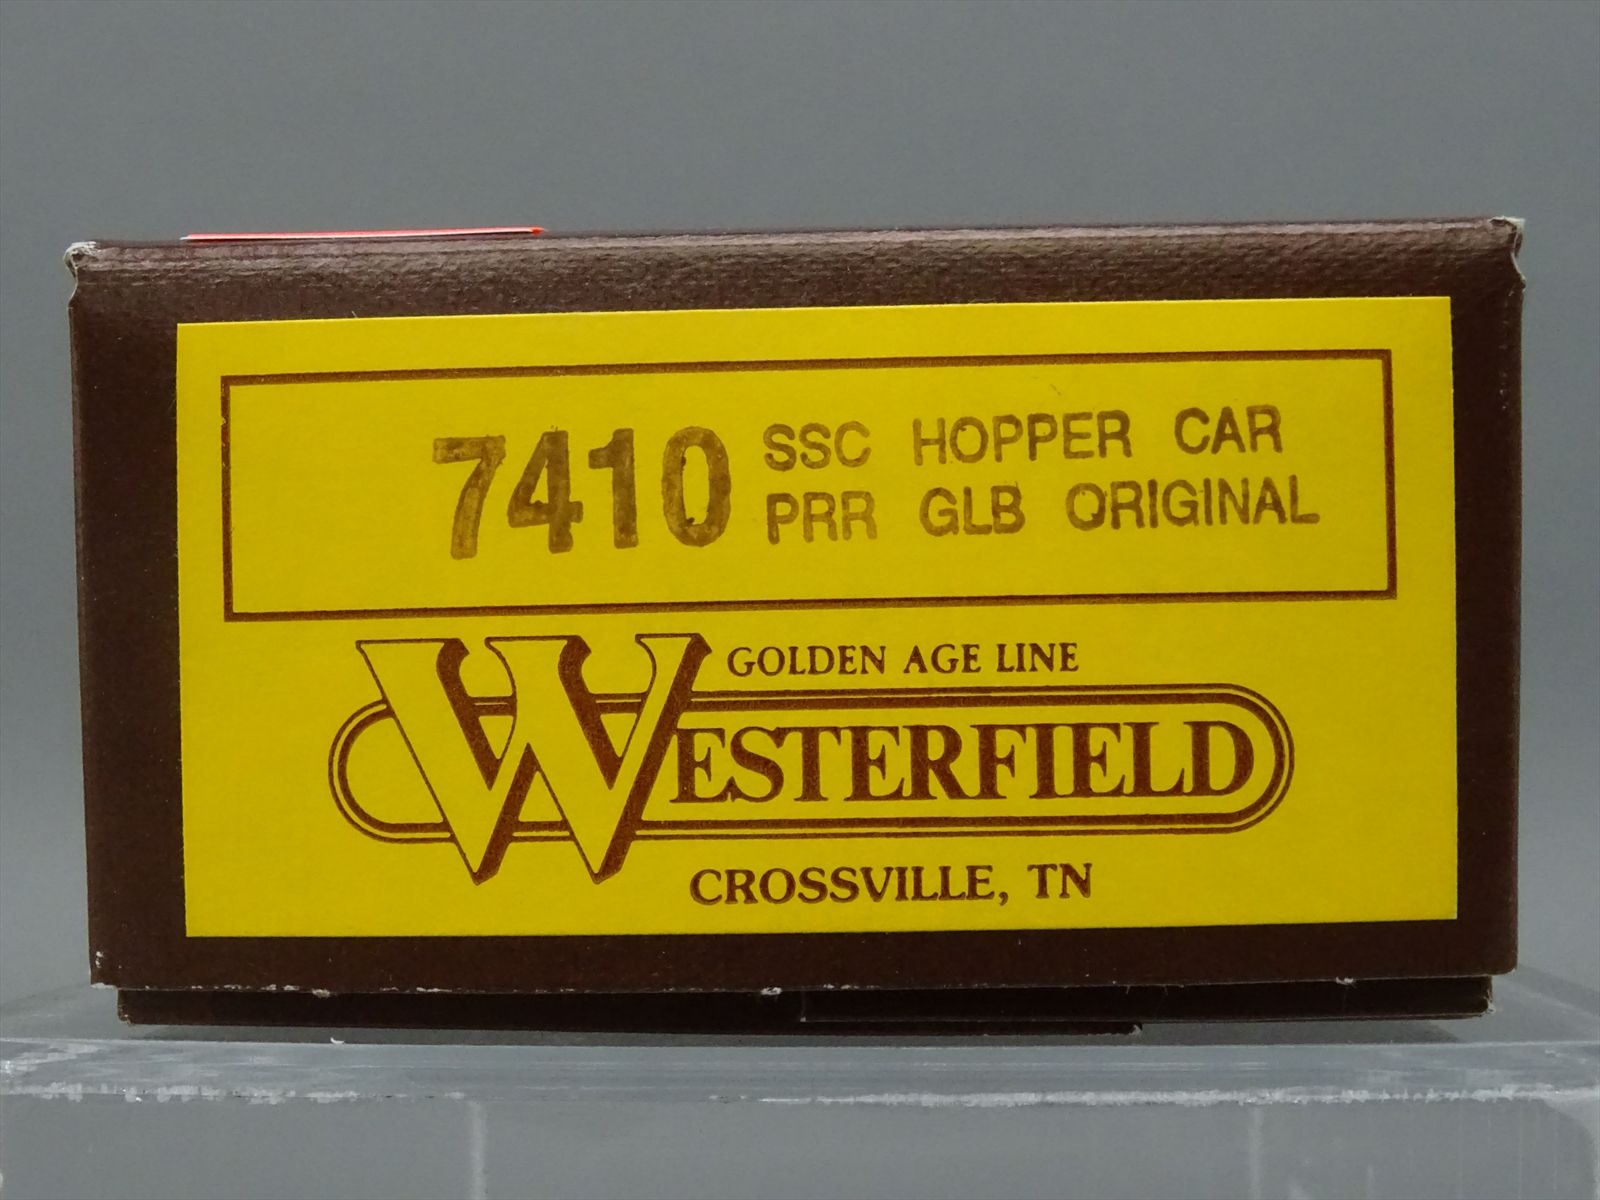 7410 SSC HOPPER CAR
PRR GLB ORIGINAL
GOLDEN AGE LINE
WESTERFIELD
CROSSVILLE, TN